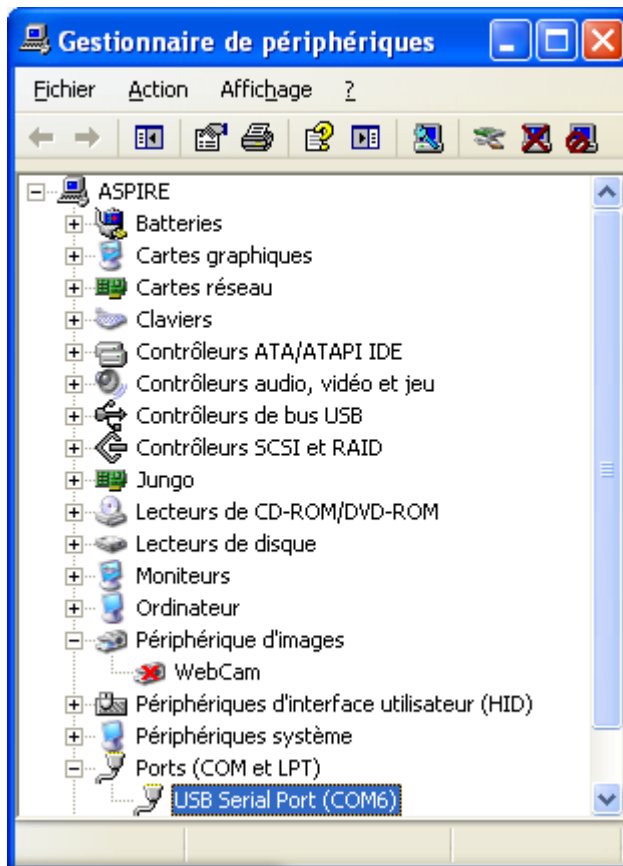 Gestionnaire de périphériques
Fichier Action Affichage ?
ASPIRE
Batteries
Cartes graphiques
Cartes réseau
Claviers
Contrôleurs ATA/ATAPI IDE
Contrôleurs audio, vidéo et jeu
Contrôleurs de bus USB
Contrôleurs SCSI et RAID
Jungo
Lecteurs de CD-ROM/DVD-ROM
Lecteurs de disque
Moniteurs
Ordinateur
Périphérique d'images
WebCam
Périphériques d'interface utilisateur (HID)
Périphériques système
Ports (COM et LPT)
USB Serial Port (COM6)